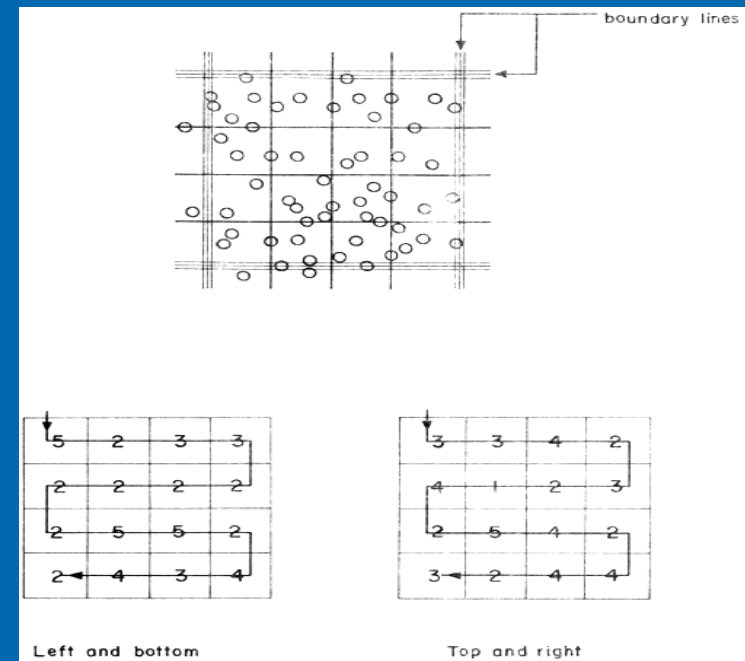 boundary lines
5 2 3 3
2 2 2 2
2 5 5 2
2 4 3 4
Left and bottom
3 3 4 2
4 1 2 3
2 5 4 2
3 2 4 4
Top and right